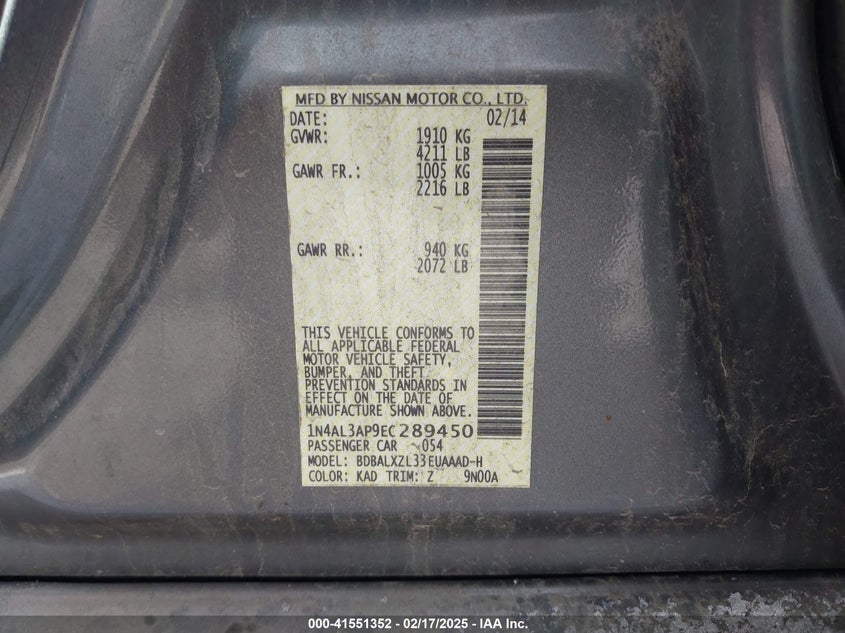 MFD BY NISSAN MOTOR CO., LTD.
DATE: 02/14
GVWR: 1910 KG
4211 LB
GAWR FR.: 1005 KG
2216 LB
GAWR RR.: 940 KG
2072 LB
THIS VEHICLE CONFORMS TO
ALL APPLICABLE FEDERAL
MOTOR VEHICLE SAFETY,
BUMPER, AND THEFT
PREVENTION STANDARDS IN
EFFECT ON THE DATE OF
MANUFACTURE SHOWN ABOVE.
1N4AL3AP9EC289450
PASSENGER CAR 054
MODEL: BDBALXZL33EUAAAD-H
COLOR: KAD TRIM: Z 9N00A
000-41551352 - 02/17/2025 - IAA Inc.